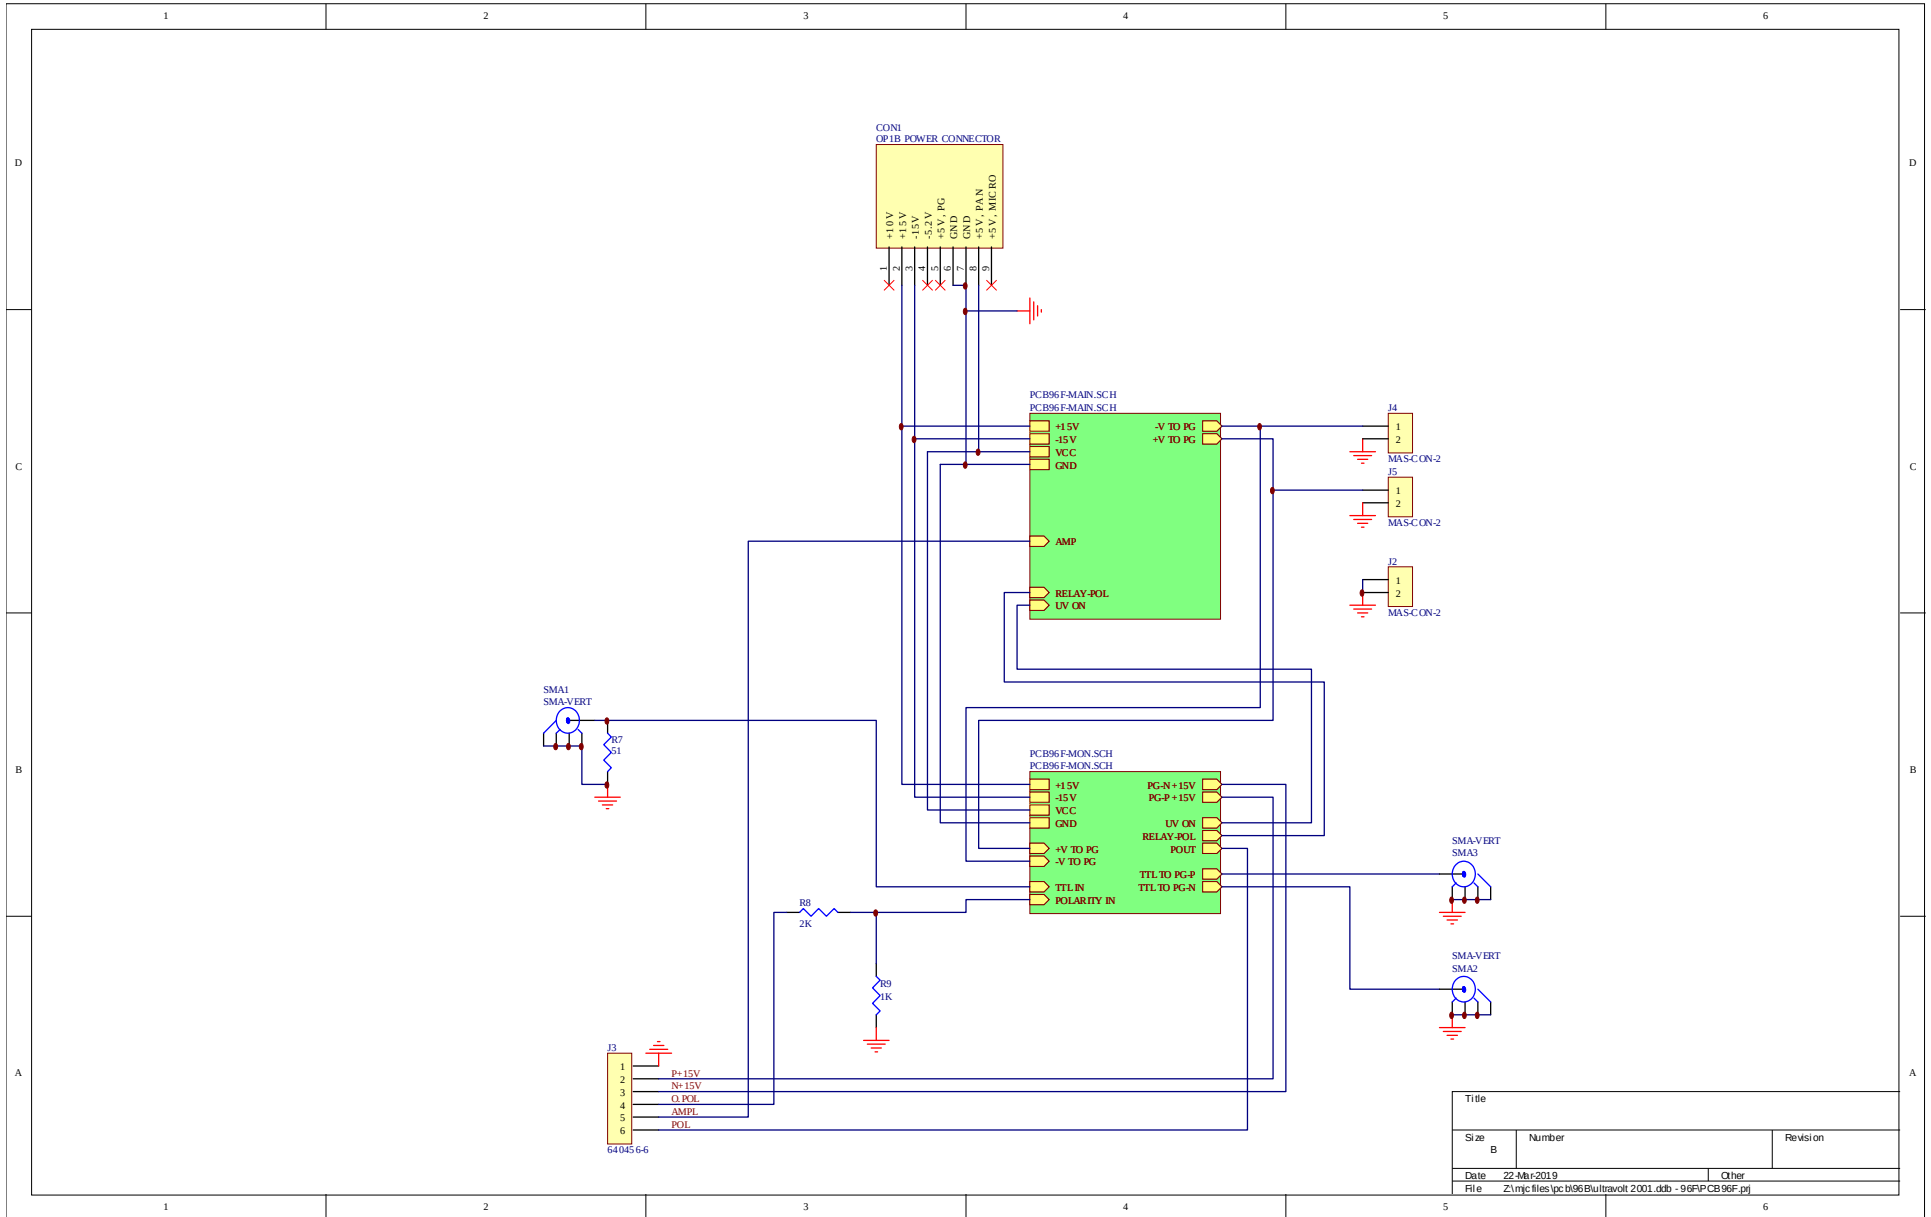 1 2 3 4 5 6
D D
CON1
OP1B POWER CONNECTOR
+10V
+15V
-15V
-5.2V
+5V, PG
GND
GND
+5V, PAN
+5V, MICRO
1 2 3 4 5 6 7 8 9
C C
PCB96F-MAIN.SCH
PCB96F-MAIN.SCH
+15V
-15V
VCC
GND
AMP
RELAY-POL
UV ON
-V TO PG
+V TO PG
J4
1
2
MAS-CON-2
J5
1
2
MAS-CON-2
J2
1
2
MAS-CON-2
SMA1
SMA-VERT
R7
51
B B
PCB96F-MON.SCH
PCB96F-MON.SCH
+15V
-15V
VCC
GND
+V TO PG
-V TO PG
TTL IN
POLARITY IN
PG-N +15V
PG-P +15V
UV ON
RELAY-POL
POUT
TTL TO PG-P
TTL TO PG-N
SMA-VERT
SMA3
R8
2K
R9
1K
SMA-VERT
SMA2
A A
J3
1
2
3
4
5
6
P+15V
N+15V
O.POL
AMPL
POL
640456-6
Title
Size
B
Number
Revision
Date 22-Mar-2019 Other
File Z:\mjcfiles\pcb\96B\ultravolt 2001.ddb - 96F\PCB96F.prj
1 2 3 4 5 6